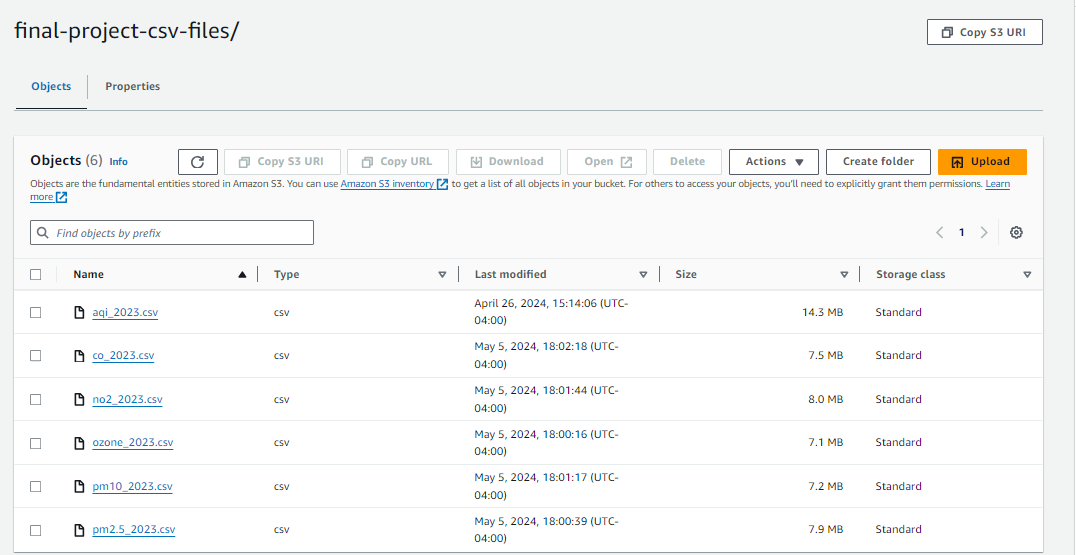 final-project-csv-files/
Copy S3 URI
Objects
Properties
Objects (6) Info
Copy S3 URI
Copy URL
Download
Open
Delete
Actions
Create folder
Upload
Objects are the fundamental entities stored in Amazon S3. You can use Amazon S3 inventory to get a list of all objects in your bucket. For others to access your objects, you'll need to explicitly grant them permissions. Learn
more
Find objects by prefix
1
Name Type Last modified Size Storage class
aqi_2023.csv csv April 26, 2024, 15:14:06 (UTC-
04:00) 14.3 MB Standard
co_2023.csv csv May 5, 2024, 18:02:18 (UTC-
04:00) 7.5 MB Standard
no2_2023.csv csv May 5, 2024, 18:01:44 (UTC-
04:00) 8.0 MB Standard
ozone_2023.csv csv May 5, 2024, 18:00:16 (UTC-
04:00) 7.1 MB Standard
pm10_2023.csv csv May 5, 2024, 18:01:17 (UTC-
04:00) 7.2 MB Standard
pm2.5_2023.csv csv May 5, 2024, 18:00:39 (UTC-
04:00) 7.9 MB Standard